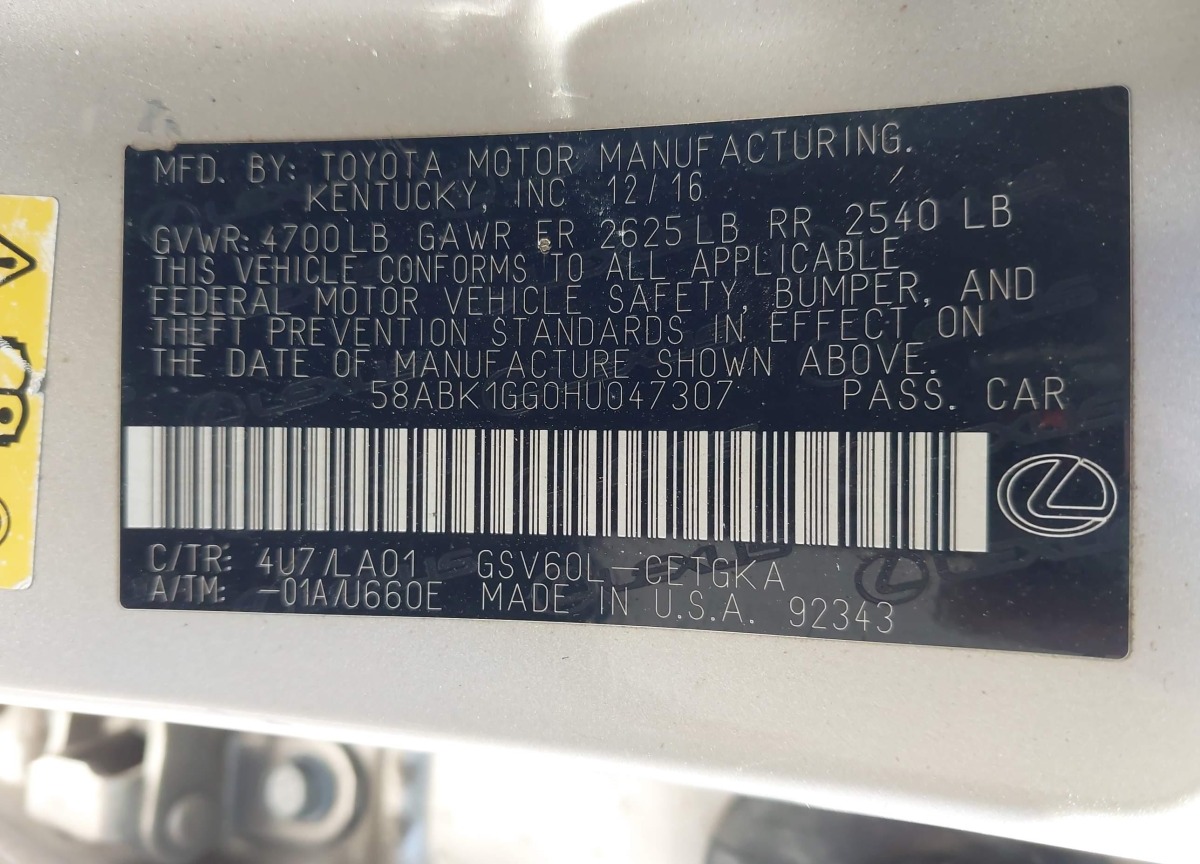 MFD. BY: TOYOTA MOTOR MANUFACTURING.
KENTUCKY, INC 12/16
GVWR: 4700LB GAWR FR 2625LB RR 2540 LB
THIS VEHICLE CONFORMS TO ALL APPLICABLE
FEDERAL MOTOR VEHICLE SAFETY, BUMPER, AND
THEFT PREVENTION STANDARDS IN EFFECT ON
THE DATE OF MANUFACTURE SHOWN ABOVE.
58ABK1GG0HU047307 PASS. CAR
C/TR: 4U7/LA01 GSV60L-CETGKA
A/TM: -01A/U660E MADE IN U.S.A. 92343